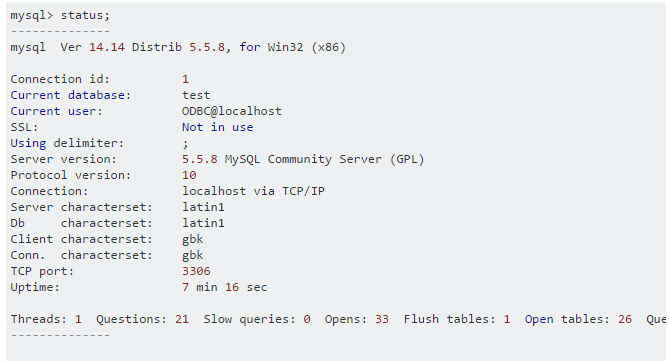 mysql> status;
--------------
mysql  Ver 14.14 Distrib 5.5.8, for Win32 (x86)
Connection id:          1
Current database:       test
Current user:           ODBC@localhost
SSL:                    Not in use
Using delimiter:        ;
Server version:         5.5.8 MySQL Community Server (GPL)
Protocol version:       10
Connection:             localhost via TCP/IP
Server characterset:    latin1
Db     characterset:    latin1
Client characterset:    gbk
Conn.  characterset:    gbk
TCP port:               3306
Uptime:                 7 min 16 sec
Threads: 1  Questions: 21  Slow queries: 0  Opens: 33  Flush tables: 1  Open tables: 26  Que
--------------